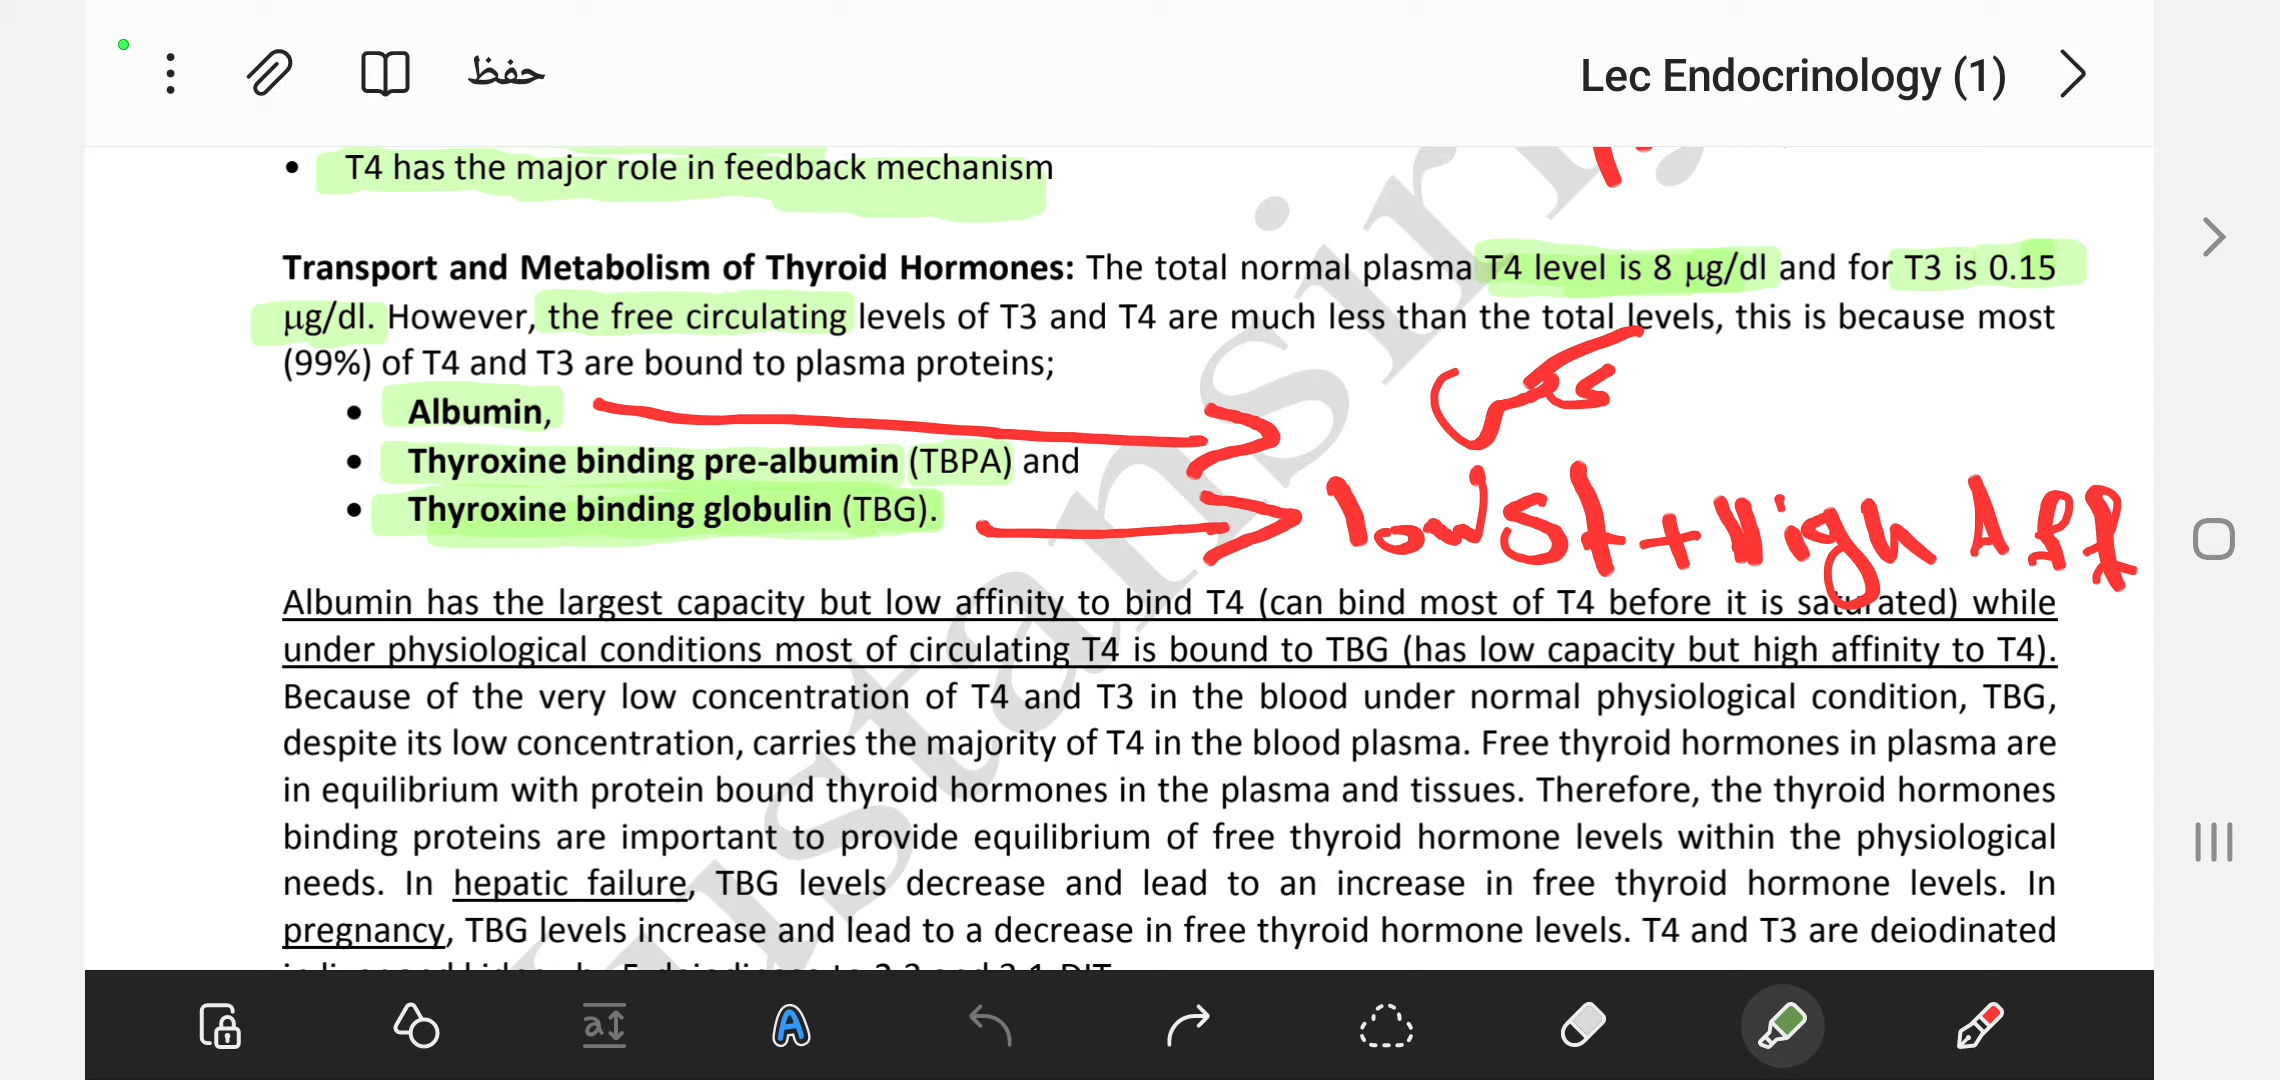 حفظ
Lec Endocrinology (1)
• T4 has the major role in feedback mechanism
Transport and Metabolism of Thyroid Hormones: The total normal plasma T4 level is 8 µg/dl and for T3 is 0.15
µg/dl. However, the free circulating levels of T3 and T4 are much less than the total levels, this is because most
(99%) of T4 and T3 are bound to plasma proteins;
• Albumin,
• Thyroxine binding pre-albumin (TBPA) and
• Thyroxine binding globulin (TBG).
lowst + High Aff
Albumin has the largest capacity but low affinity to bind T4 (can bind most of T4 before it is saturated) while
under physiological conditions most of circulating T4 is bound to TBG (has low capacity but high affinity to T4).
Because of the very low concentration of T4 and T3 in the blood under normal physiological condition, TBG,
despite its low concentration, carries the majority of T4 in the blood plasma. Free thyroid hormones in plasma are
in equilibrium with protein bound thyroid hormones in the plasma and tissues. Therefore, the thyroid hormones
binding proteins are important to provide equilibrium of free thyroid hormone levels within the physiological
needs. In hepatic failure, TBG levels decrease and lead to an increase in free thyroid hormone levels. In
pregnancy, TBG levels increase and lead to a decrease in free thyroid hormone levels. T4 and T3 are deiodinated